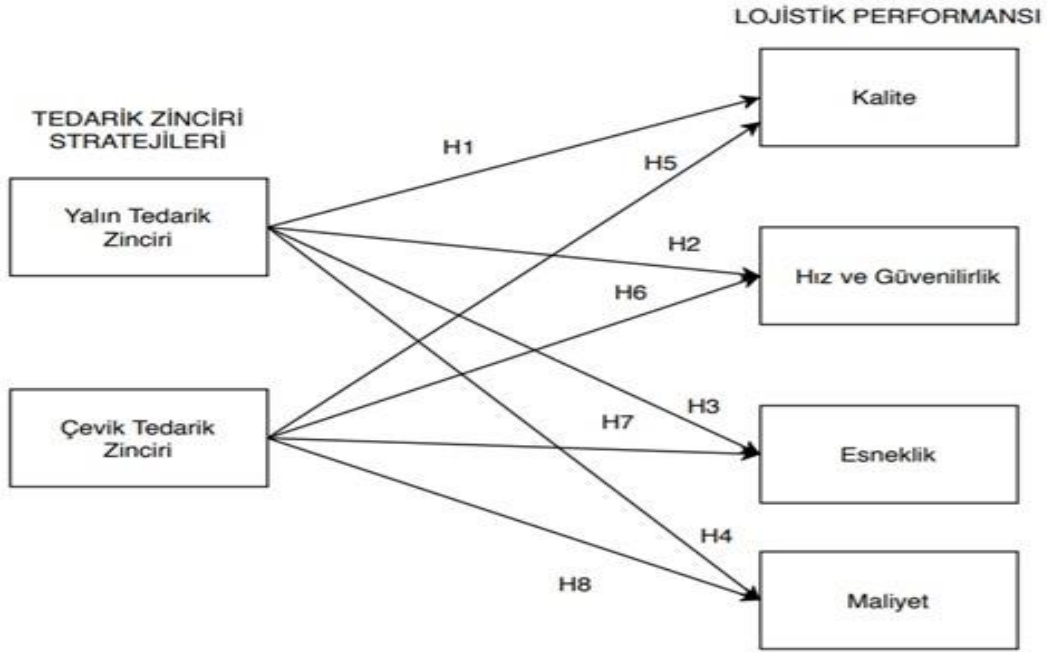 LOJİSTİK PERFORMANSI
Kalite
TEDARİK ZİNCİRİ
STRATEJİLERİ
H1
H5
Yalın Tedarik
Zinciri
H2
Hız ve Güvenilirlik
H6
Çevik Tedarik
Zinciri
H3
H7
Esneklik
H4
H8
Maliyet